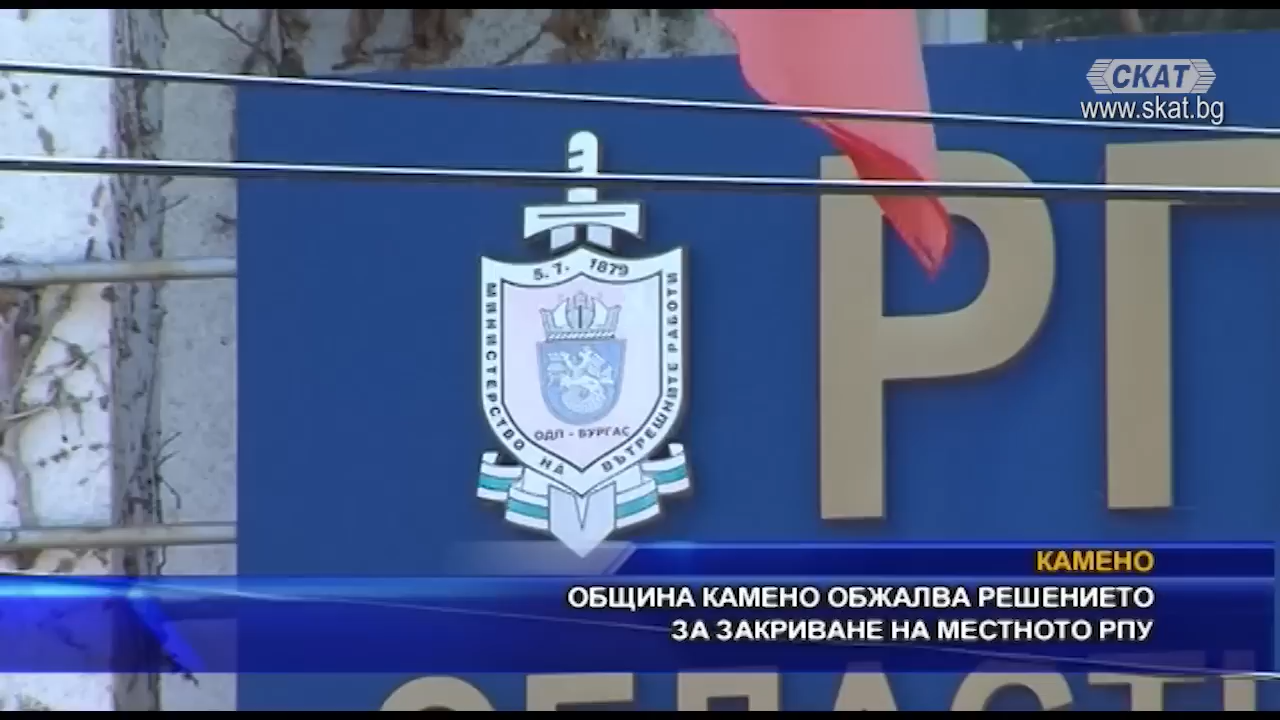 СКАТ
www.skat.bg
5.7. 1879
МИНИСТЕРСТВО НА ВЪТРЕШНИТЕ РАБОТИ
ОДП - БУРГАС
КАМЕНО
ОБЩИНА КАМЕНО ОБЖАЛВА РЕШЕНИЕТО
ЗА ЗАКРИВАНЕ НА МЕСТНОТО РПУ